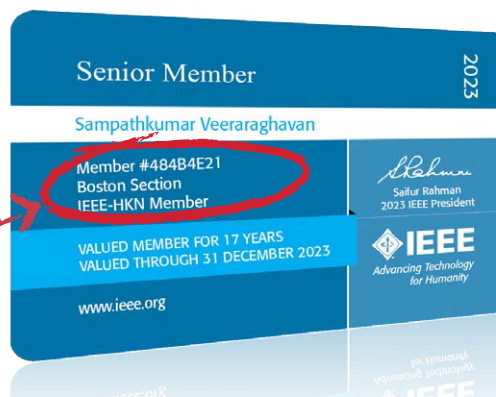 Senior Member
2023
Sampathkumar Veeraraghavan
Member #484B4E21
Boston Section
IEEE-HKN Member
Saifur Rahman
2023 IEEE President
VALUED MEMBER FOR 17 YEARS
VALUED THROUGH 31 DECEMBER 2023
IEEE
Advancing Technology
for Humanity
www.ieee.org